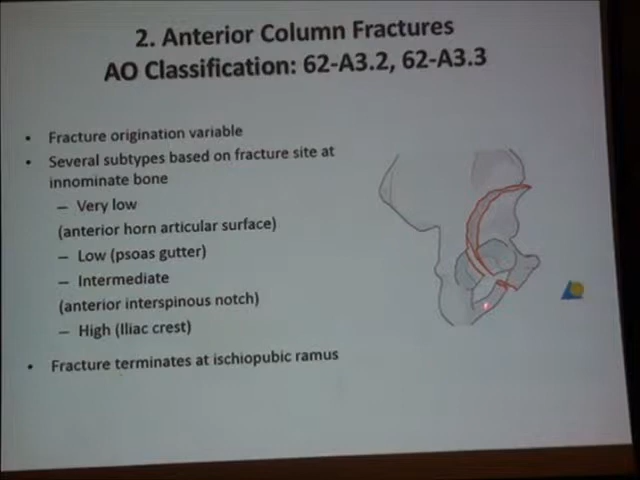 2. Anterior Column Fractures
AO Classification: 62-A3.2, 62-A3.3
• Fracture origination variable
• Several subtypes based on fracture site at
innominate bone
– Very low
(anterior horn articular surface)
– Low (psoas gutter)
– Intermediate
(anterior interspinous notch)
– High (Iliac crest)
• Fracture terminates at ischiopubic ramus